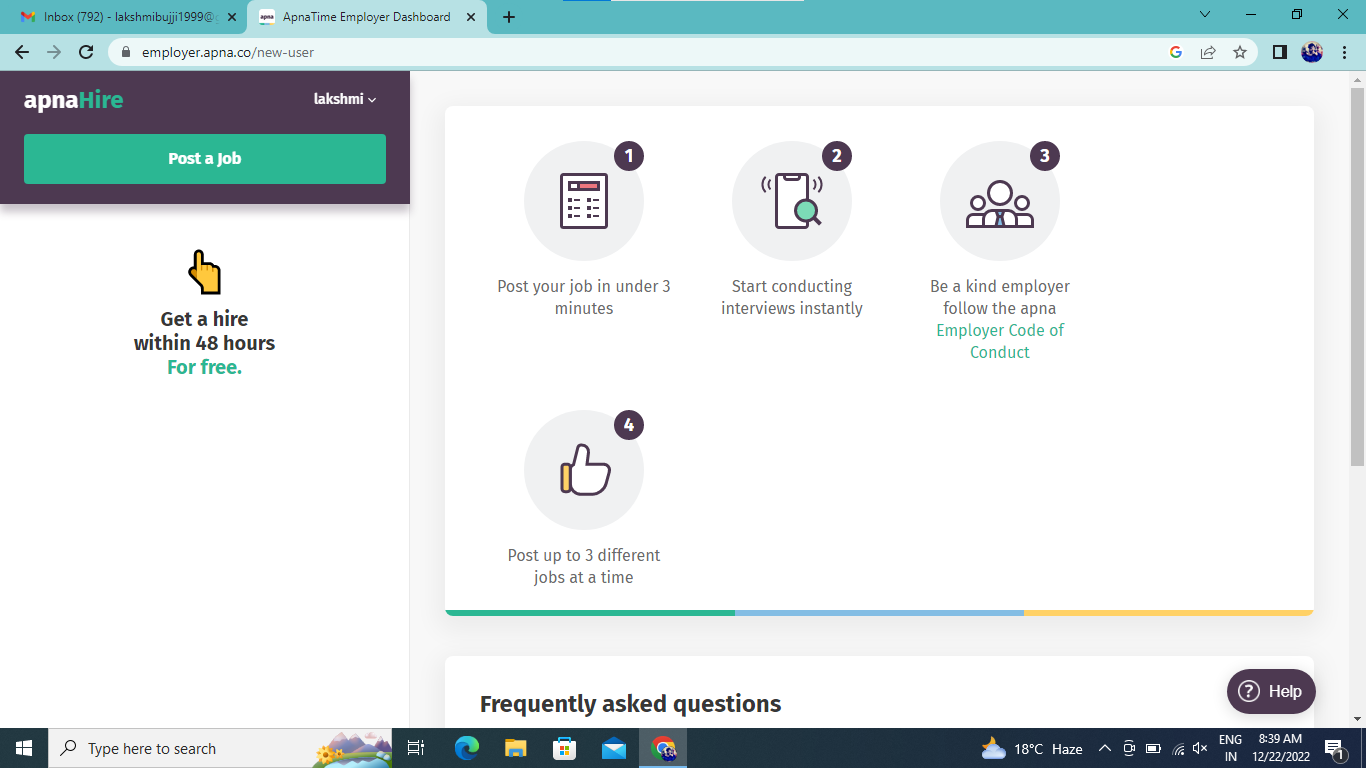 Inbox (792) - lakshmibujji1999@g
apna
ApnaTime Employer Dashboard
employer.apna.co/new-user
apnaHire
lakshmi
Post a Job
Get a hire
within 48 hours
For free.
1
Post your job in under 3
minutes
2
Start conducting
interviews instantly
3
Be a kind employer
follow the apna
Employer Code of
Conduct
4
Post up to 3 different
jobs at a time
Frequently asked questions
? Help
Type here to search
18°C Haze
ENG
IN
8:39 AM
12/22/2022
1